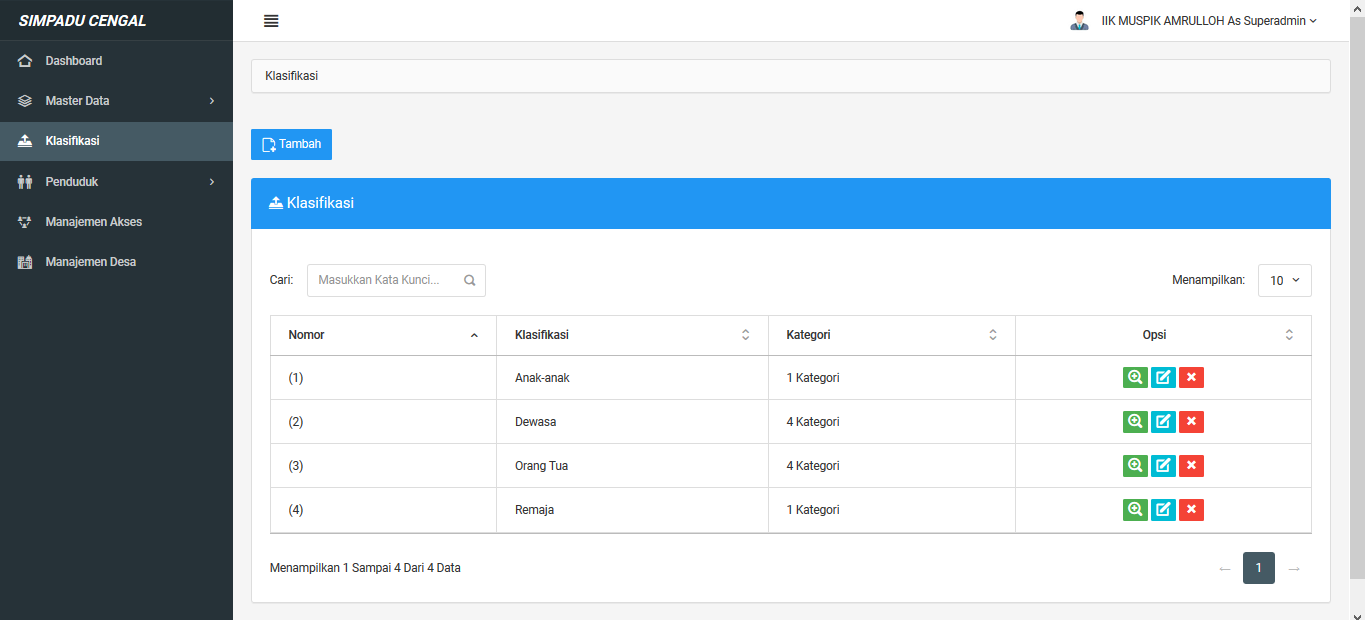 SIMPADU CENGAL
IIK MUSPIK AMRULLOH As Superadmin
Dashboard
Master Data
Klasifikasi
Penduduk
Manajemen Akses
Manajemen Desa
Klasifikasi
Tambah
Klasifikasi
Cari: Masukkan Kata Kunci... Menampilkan: 10
Nomor Klasifikasi Kategori Opsi
(1) Anak-anak 1 Kategori
(2) Dewasa 4 Kategori
(3) Orang Tua 4 Kategori
(4) Remaja 1 Kategori
Menampilkan 1 Sampai 4 Dari 4 Data ← 1 →